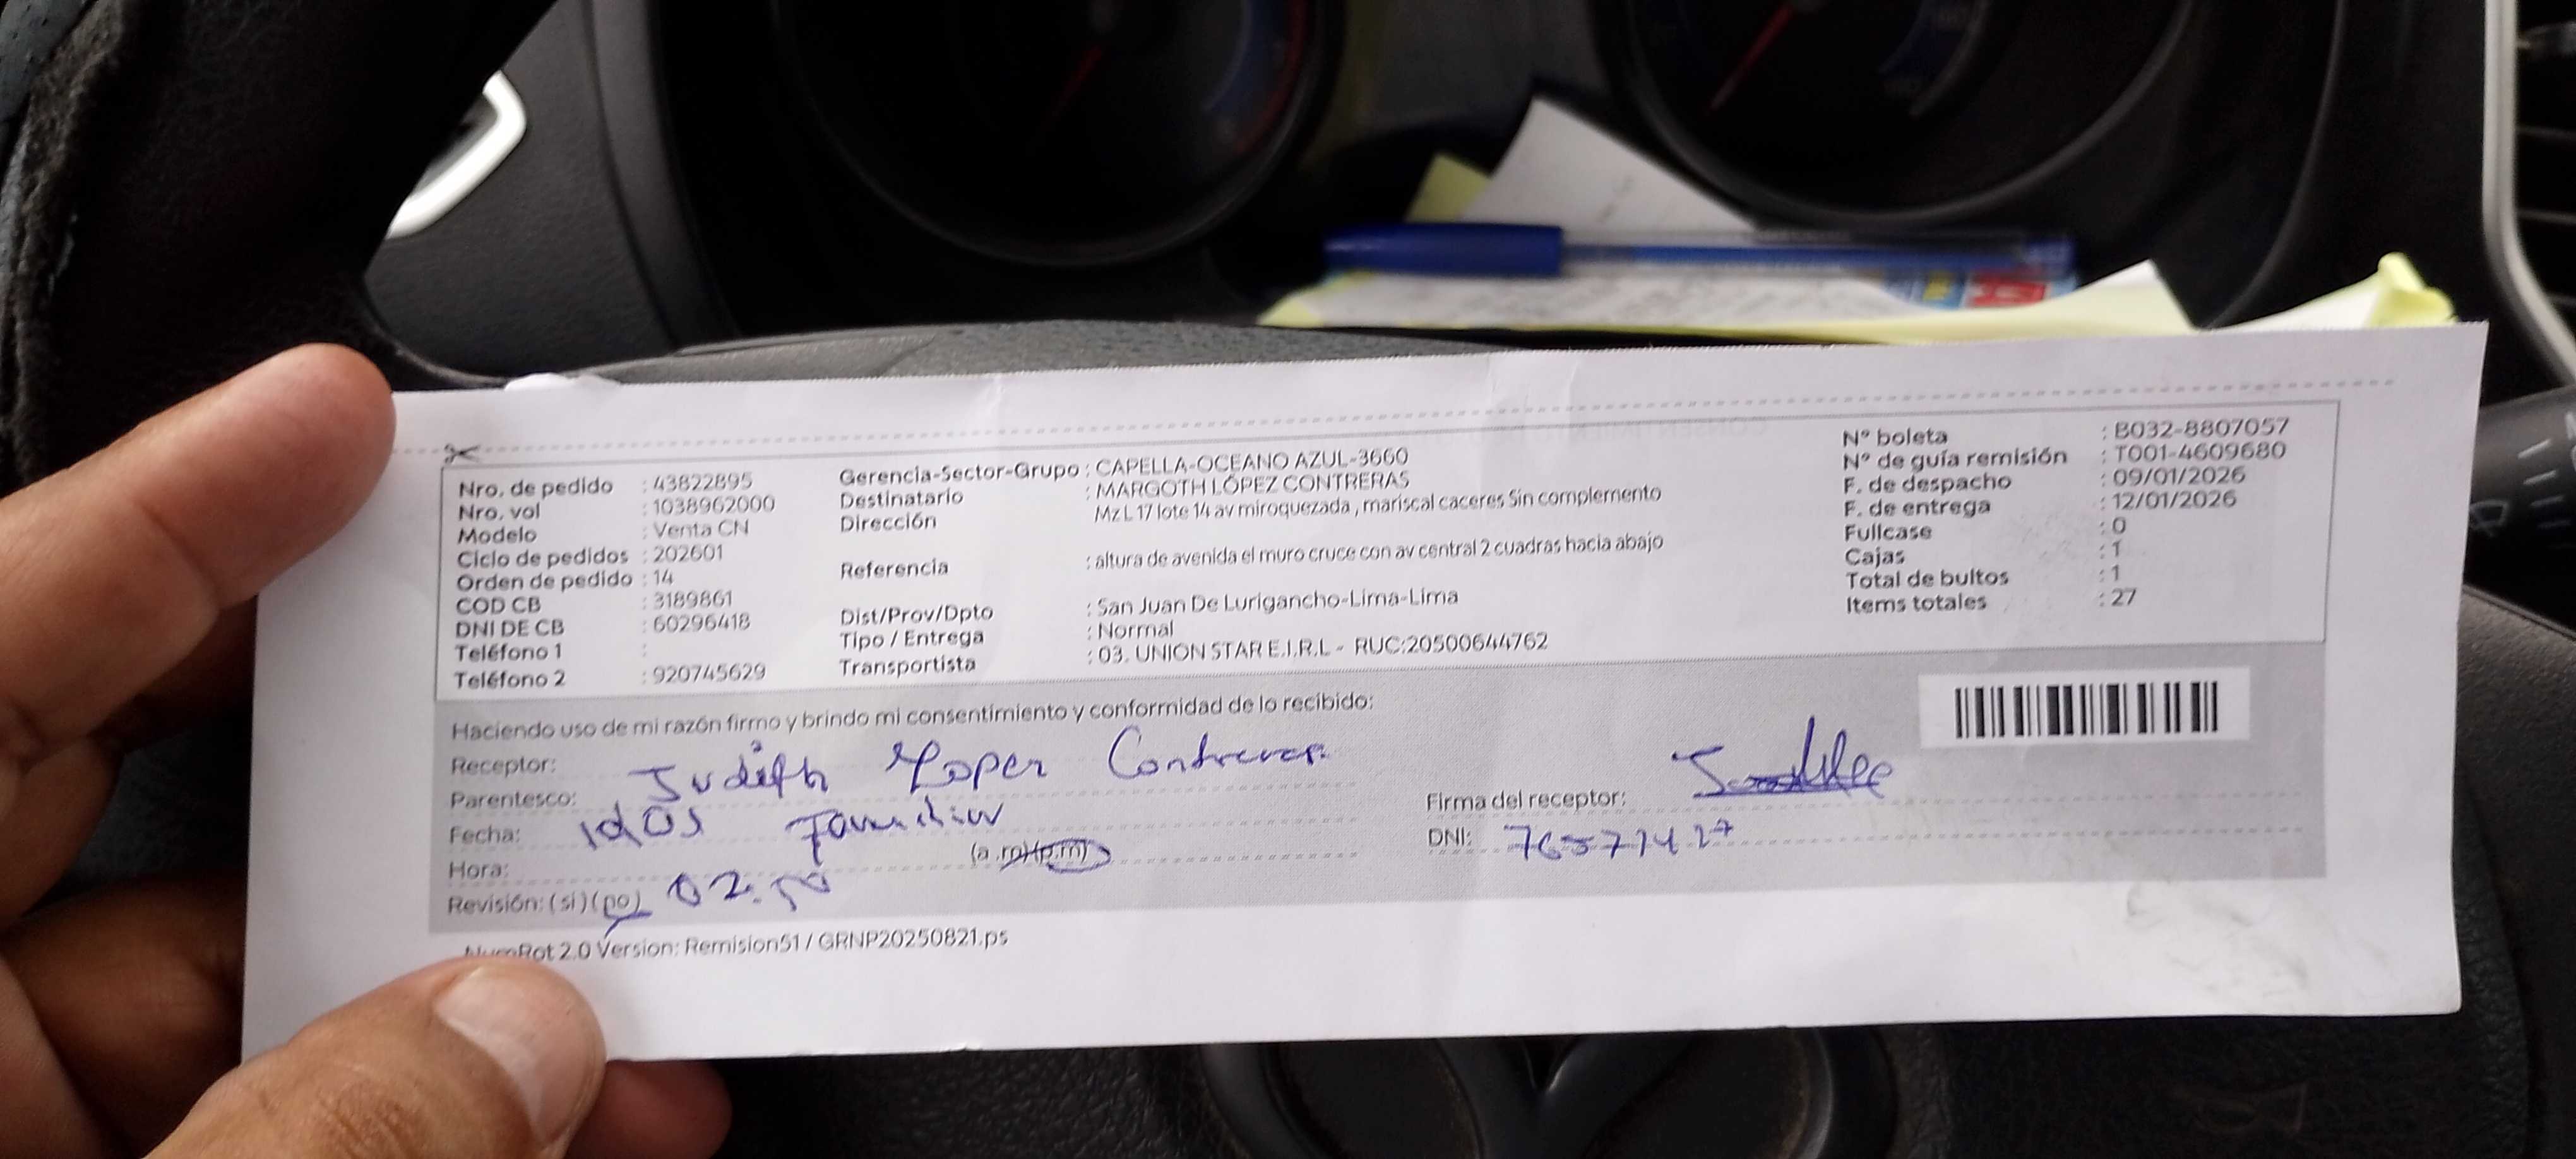 Nro. de pedido : 43822895
Nro. vol : 1038962000
Modelo : Venta CN
Ciclo de pedidos : 202601
Orden de pedido : 14
COD CB : 3189861
DNI DE CB : 60296418
Teléfono 1 :
Teléfono 2 : 920745629
Gerencia-Sector-Grupo : CAPELLA-OCEANO AZUL-3660
Destinatario : MARGOTH LÓPEZ CONTRERAS
Dirección Mz L 17 lote 14 av miroquezada , mariscal caceres Sin complemento
Referencia : altura de avenida el muro cruce con av central 2 cuadras hacia abajo
Dist/Prov/Dpto : San Juan De Lurigancho-Lima-Lima
Tipo / Entrega : Normal
Transportista : 03. UNION STAR E.I.R.L - RUC:20500644762
N° boleta : B032-8807057
N° de guía remisión : T001-4609680
F. de despacho : 09/01/2026
F. de entrega : 12/01/2026
Fullcase : 0
Cajas : 1
Total de bultos : 1
Items totales : 27
Haciendo uso de mi razón firmo y brindo mi consentimiento y conformidad de lo recibido:
Receptor: Judith Lopez Contreras
Parentesco: Familiar
Fecha:
Hora: (a.m)(p.m)
Revisión: (si) (no) 02:50
Firma del receptor:
DNI:
NumRot 2.0 Version: Remision51 / GRNP20250821.ps